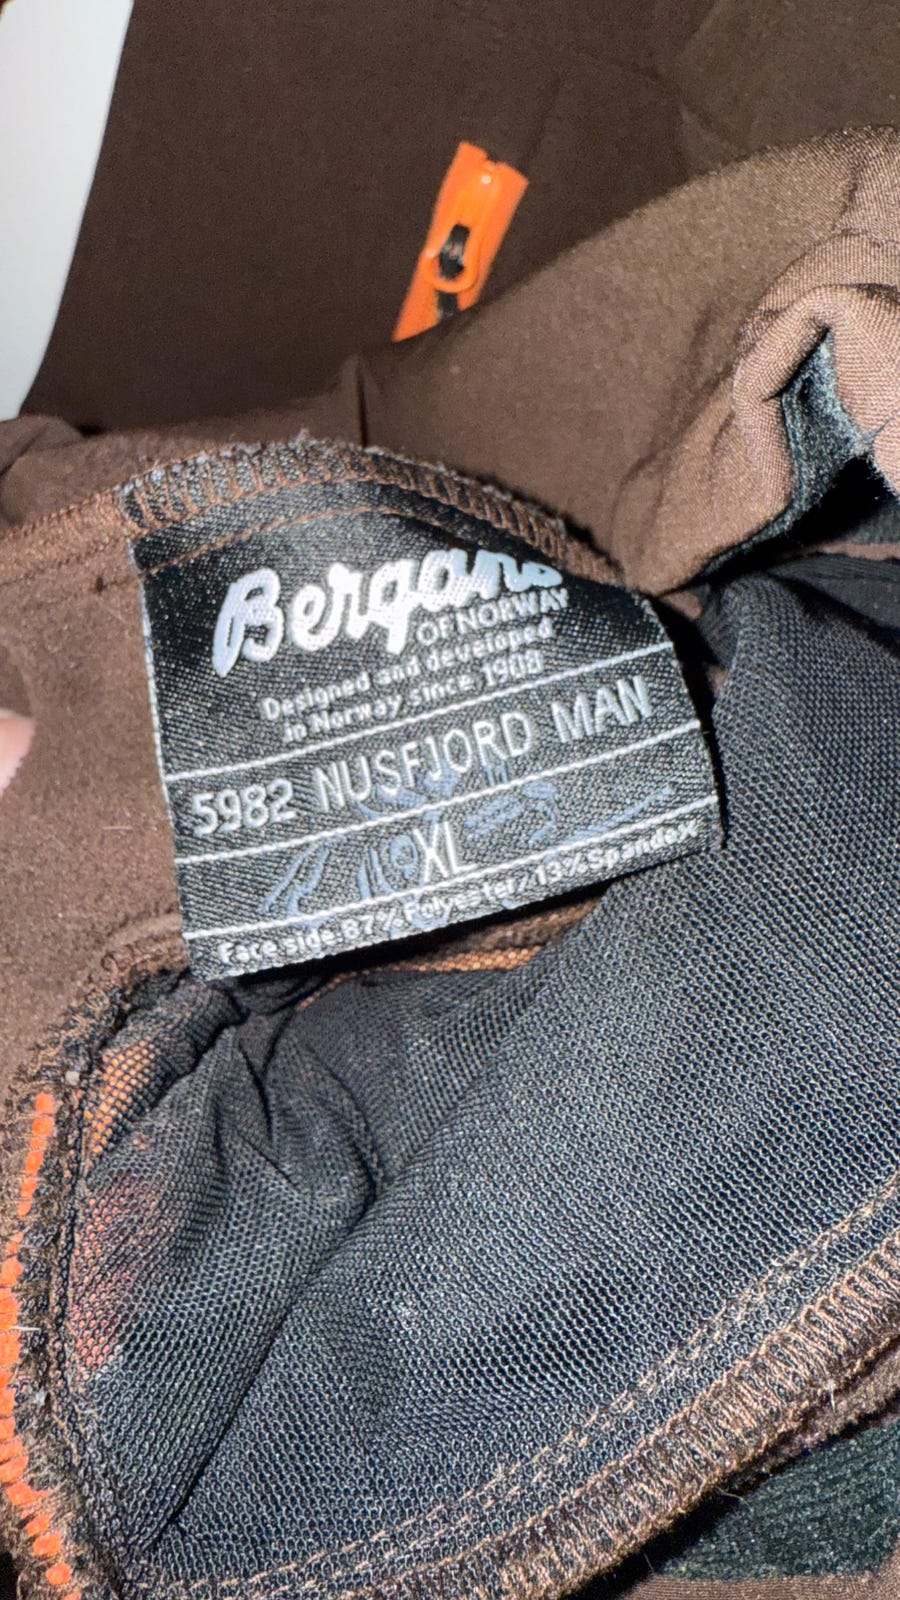 Bergans
OF NORWAY
Designed and developed
in Norway since 1908
5982 NUSFJORD MAN
XL
Face side 87% Polyester/13% Spandex